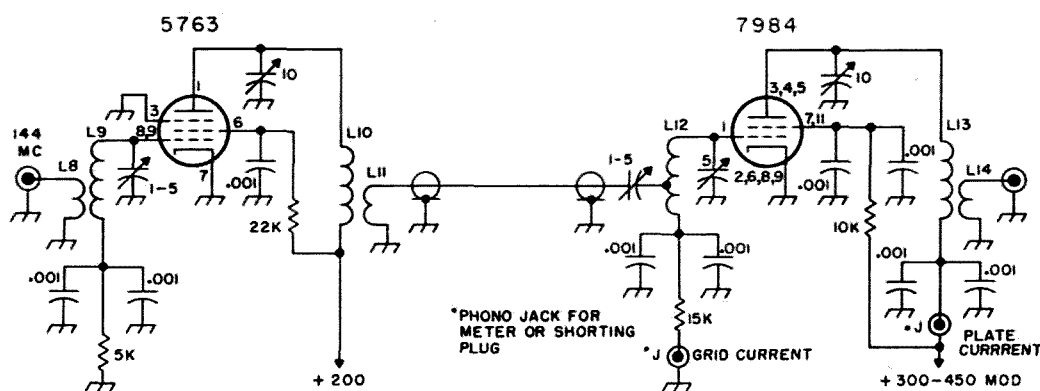 5763
7984
10
10
1
3,4,5
3
L9
8,9
6
L10
L12
1
7,11
L13
144
MC
L8
1-5
7
.001
L11
1-5
5
2,6,8,9
.001
.001
L14
22K
10K
.001
.001
.001
.001
.001
.001
5K
*PHONO JACK FOR
METER OR SHORTING
PLUG
15K
*J
GRID CURRENT
*J
PLATE
CURRRENT
+200
+300-450 MOD